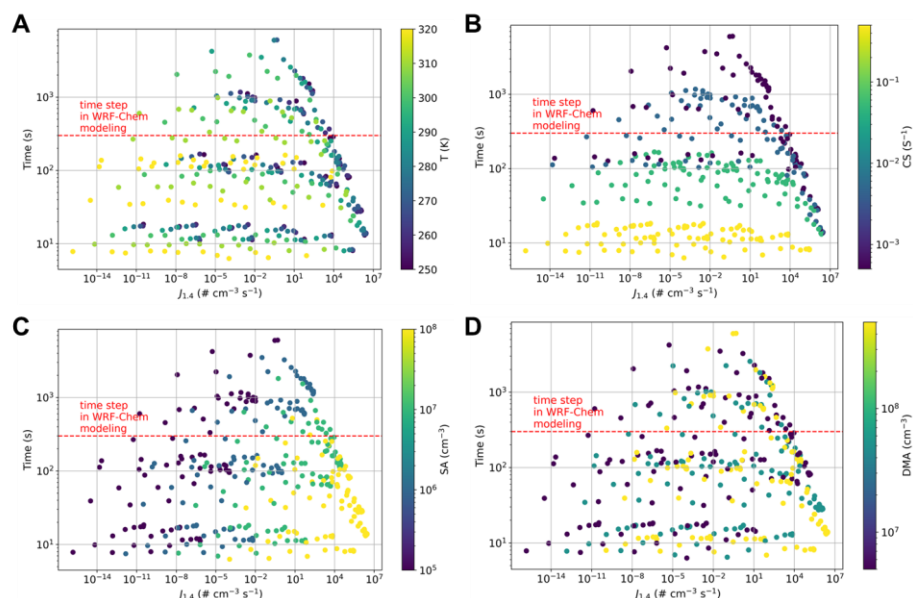 A
B
10³
10²
10¹
Time (s)
time step
in WRF-Chem
modeling
10⁻¹⁴ 10⁻¹¹ 10⁻⁸ 10⁻⁵ 10⁻² 10¹ 10⁴ 10⁷
J₁.₄ (# cm⁻³ s⁻¹)
320
310
300
290
280
270
260
250
T (K)
10³
10²
10¹
Time (s)
time step
in WRF-Chem
modeling
10⁻¹⁴ 10⁻¹¹ 10⁻⁸ 10⁻⁵ 10⁻² 10¹ 10⁴ 10⁷
J₁.₄ (# cm⁻³ s⁻¹)
10⁻¹
10⁻²
10⁻³
CS (S⁻¹)
C
D
10³
10²
10¹
Time (s)
time step
in WRF-Chem
modeling
10⁻¹⁴ 10⁻¹¹ 10⁻⁸ 10⁻⁵ 10⁻² 10¹ 10⁴ 10⁷
J₁.₄ (# cm⁻³ s⁻¹)
10⁸
10⁷
10⁶
10⁵
SA (cm⁻³)
10³
10²
10¹
Time (s)
time step
in WRF-Chem
modeling
10⁻¹⁴ 10⁻¹¹ 10⁻⁸ 10⁻⁵ 10⁻² 10¹ 10⁴ 10⁷
J₁.₄ (# cm⁻³ s⁻¹)
10⁸
10⁷
DMA (cm⁻³)